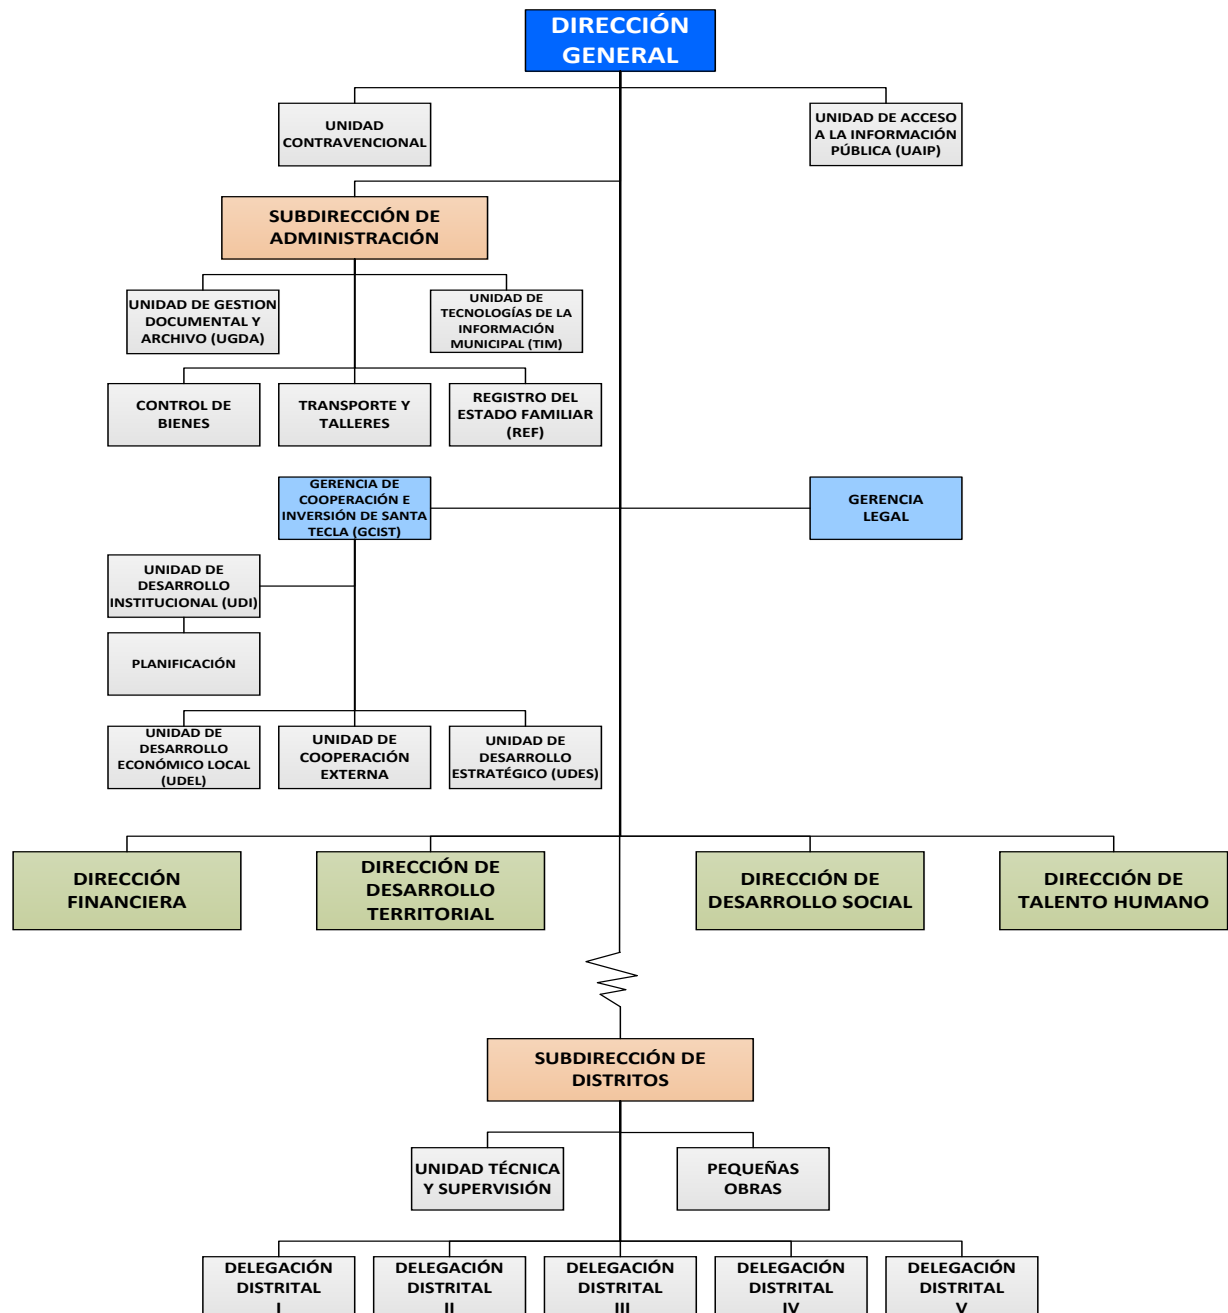 DIRECCIÓN
GENERAL
UNIDAD
CONTRAVENCIONAL
UNIDAD DE ACCESO
A LA INFORMACIÓN
PÚBLICA (UAIP)
SUBDIRECCIÓN DE
ADMINISTRACIÓN
UNIDAD DE GESTION
DOCUMENTAL Y
ARCHIVO (UGDA)
UNIDAD DE
TECNOLOGÍAS DE LA
INFORMACIÓN
MUNICIPAL (TIM)
CONTROL DE
BIENES
TRANSPORTE Y
TALLERES
REGISTRO DEL
ESTADO FAMILIAR
(REF)
GERENCIA DE
COOPERACIÓN E
INVERSIÓN DE SANTA
TECLA (GCIST)
GERENCIA
LEGAL
UNIDAD DE
DESARROLLO
INSTITUCIONAL (UDI)
PLANIFICACIÓN
UNIDAD DE
DESARROLLO
ECONÓMICO LOCAL
(UDEL)
UNIDAD DE
COOPERACIÓN
EXTERNA
UNIDAD DE
DESARROLLO
ESTRATÉGICO (UDES)
DIRECCIÓN
FINANCIERA
DIRECCIÓN DE
DESARROLLO
TERRITORIAL
DIRECCIÓN DE
DESARROLLO SOCIAL
DIRECCIÓN DE
TALENTO HUMANO
SUBDIRECCIÓN DE
DISTRITOS
UNIDAD TÉCNICA
Y SUPERVISIÓN
PEQUEÑAS
OBRAS
DELEGACIÓN
DISTRITAL
I
DELEGACIÓN
DISTRITAL
II
DELEGACIÓN
DISTRITAL
III
DELEGACIÓN
DISTRITAL
IV
DELEGACIÓN
DISTRITAL
V